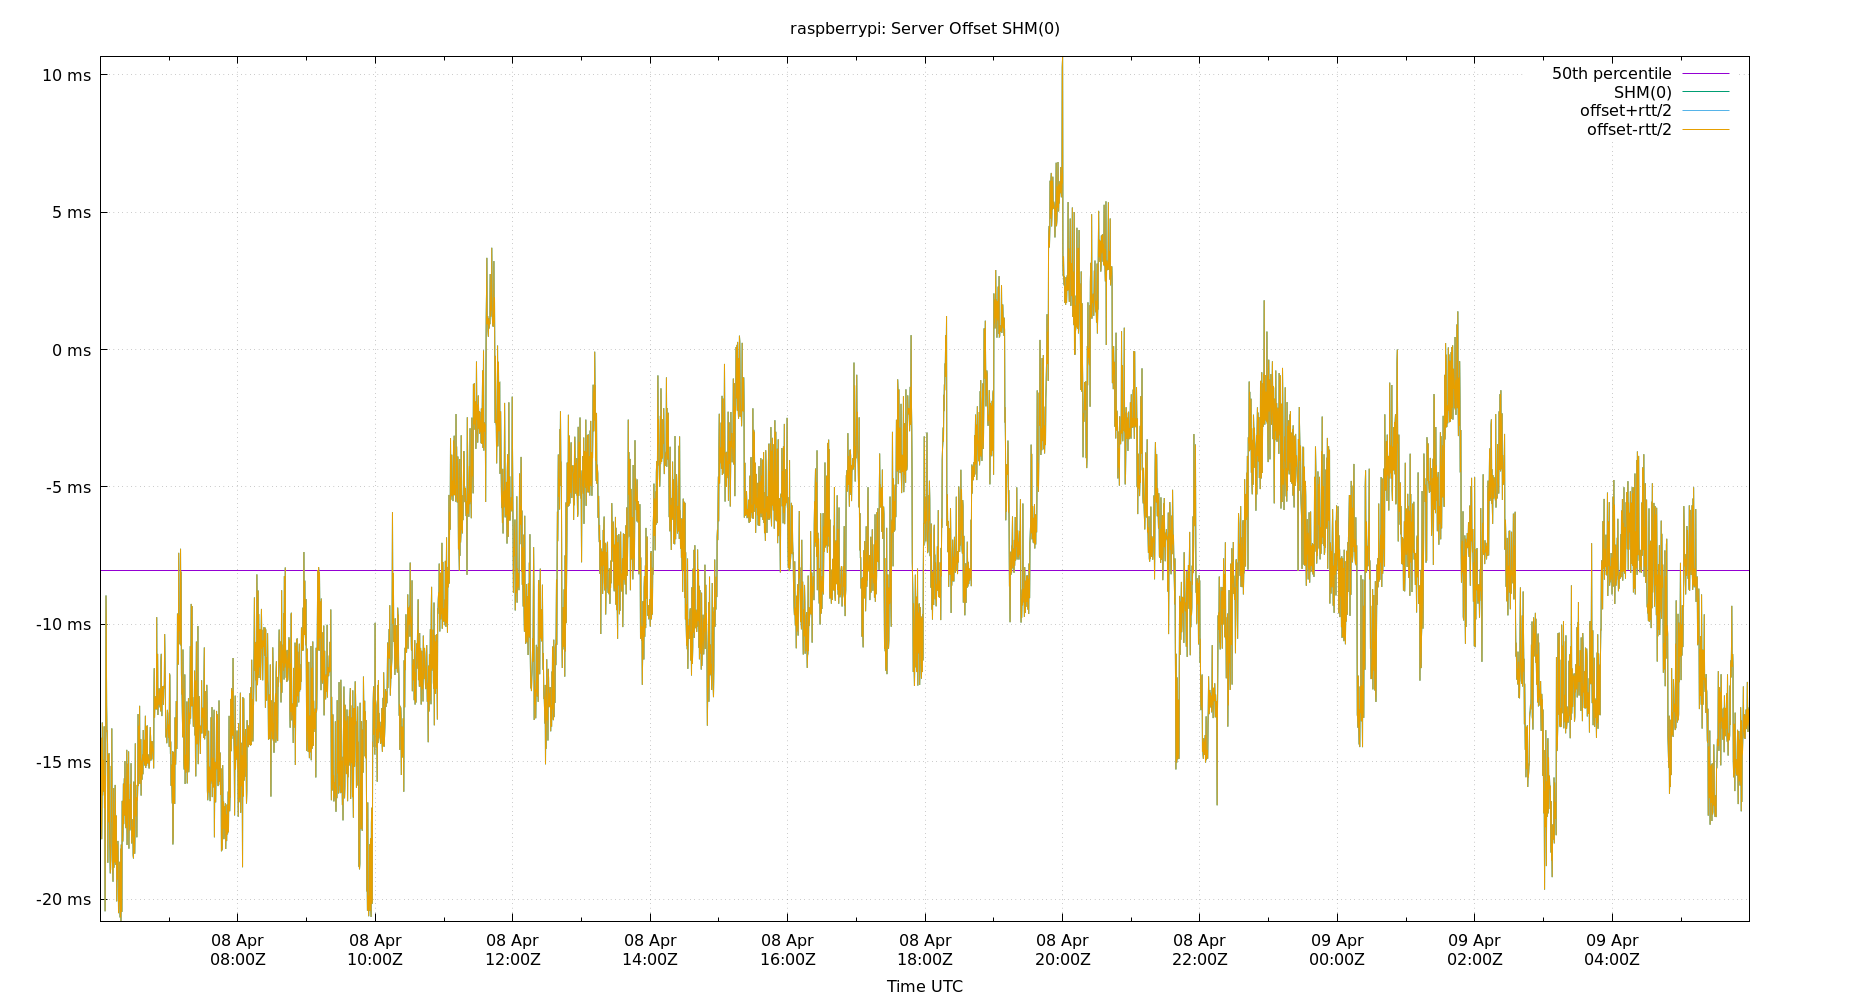 raspberrypi: Server Offset SHM(0)
10 ms
5 ms
0 ms
-5 ms
-10 ms
-15 ms
-20 ms
50th percentile
SHM(0)
offset+rtt/2
offset-rtt/2
08 Apr 08 Apr 08 Apr 08 Apr 08 Apr 08 Apr 08 Apr 08 Apr 09 Apr 09 Apr 09 Apr
08:00Z 10:00Z 12:00Z 14:00Z 16:00Z 18:00Z 20:00Z 22:00Z 00:00Z 02:00Z 04:00Z
Time UTC